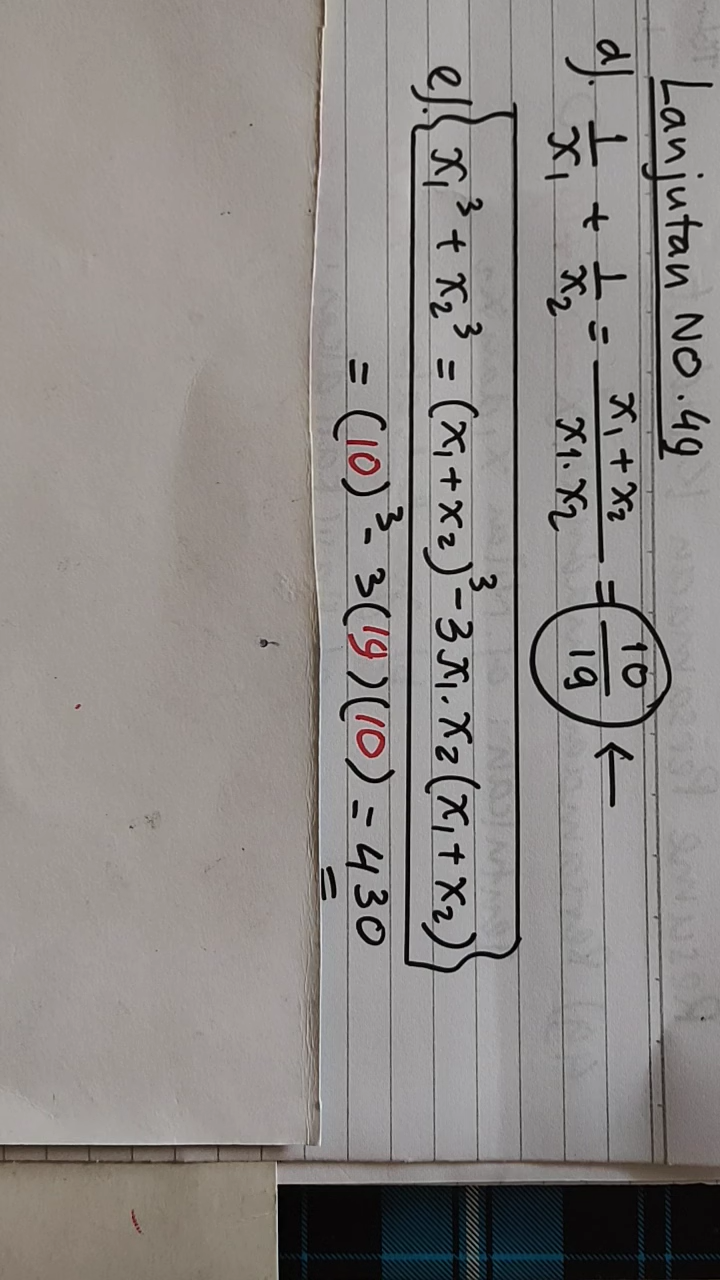 Lanjutan No. 49
d). 1/x₁ + 1/x₂ = (x₁ + x₂)/(x₁ . x₂) = 10/19 ←
e). { x₁³ + x₂³ = (x₁ + x₂)³ - 3x₁ . x₂ (x₁ + x₂) }
= (10)³ - 3(19)(10) = 430